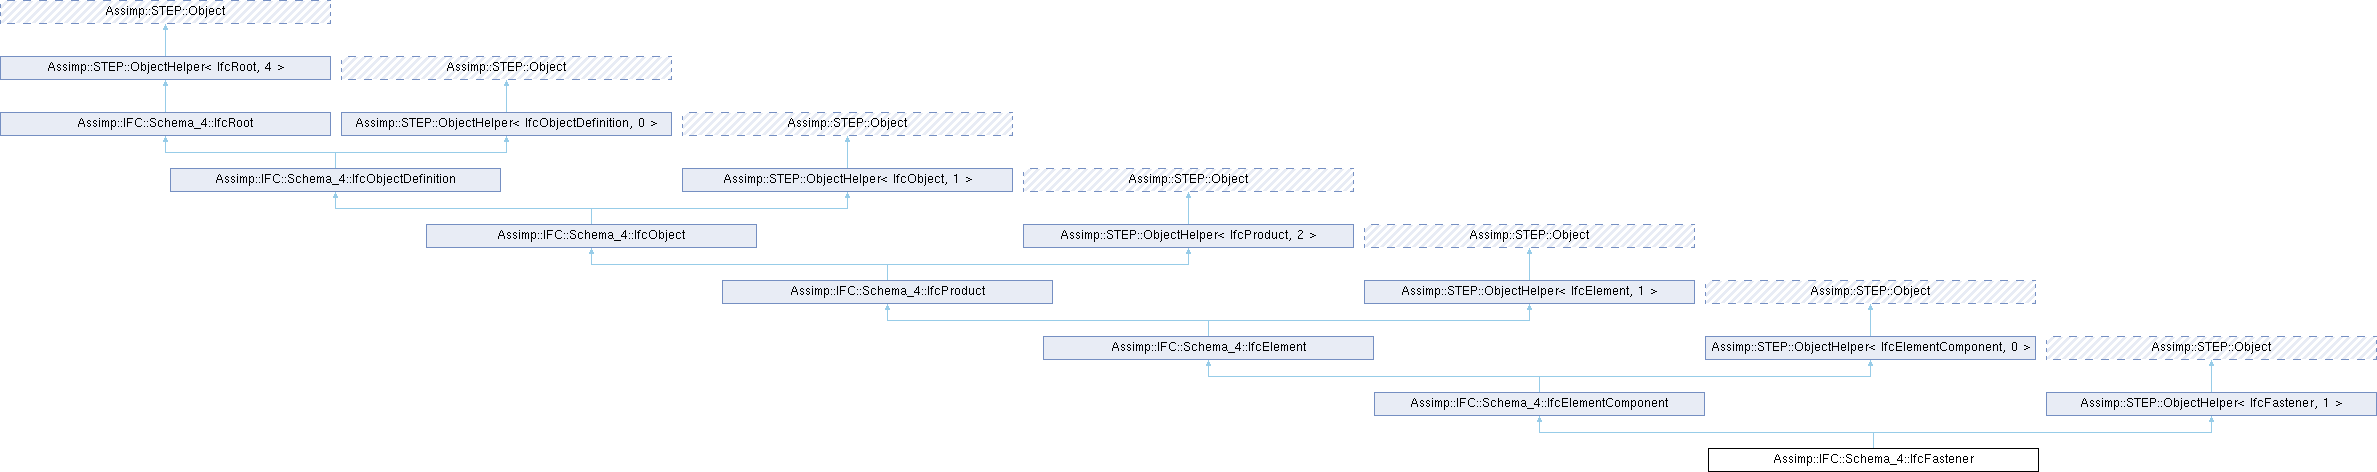 Assimp::STEP::Object
Assimp::STEP::ObjectHelper< IfcRoot, 4 >
Assimp::STEP::Object
Assimp::IFC::Schema_4::IfcRoot
Assimp::STEP::ObjectHelper< IfcObjectDefinition, 0 >
Assimp::STEP::Object
Assimp::IFC::Schema_4::IfcObjectDefinition
Assimp::STEP::ObjectHelper< IfcObject, 1 >
Assimp::STEP::Object
Assimp::IFC::Schema_4::IfcObject
Assimp::STEP::ObjectHelper< IfcProduct, 2 >
Assimp::STEP::Object
Assimp::IFC::Schema_4::IfcProduct
Assimp::STEP::ObjectHelper< IfcElement, 1 >
Assimp::STEP::Object
Assimp::IFC::Schema_4::IfcElement
Assimp::STEP::ObjectHelper< IfcElementComponent, 0 >
Assimp::STEP::Object
Assimp::IFC::Schema_4::IfcElementComponent
Assimp::STEP::ObjectHelper< IfcFastener, 1 >
Assimp::IFC::Schema_4::IfcFastener